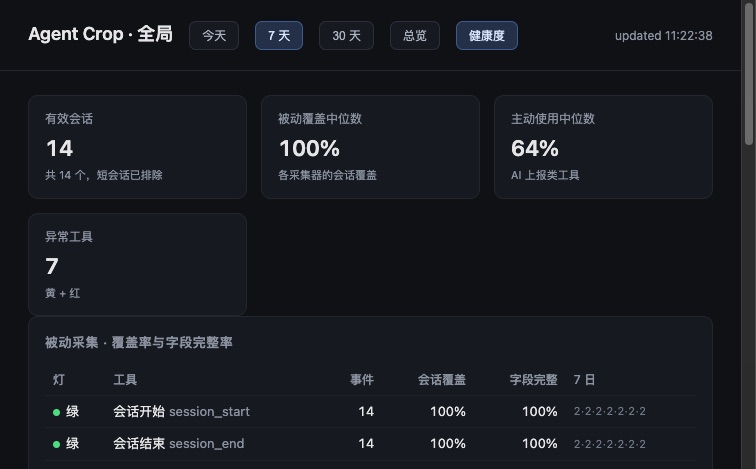 Agent Crop · 全局 今天 7 天 30 天 总览 健康度 updated 11:22:38
有效会话
14
共 14 个，短会话已排除
被动覆盖中位数
100%
各采集器的会话覆盖
主动使用中位数
64%
AI 上报类工具
异常工具
7
黄 + 红
被动采集 · 覆盖率与字段完整率
灯 工具 事件 会话覆盖 字段完整 7 日
绿 会话开始 session_start 14 100% 100% 2·2·2·2·2·2·2
绿 会话结束 session_end 14 100% 100% 2·2·2·2·2·2·2